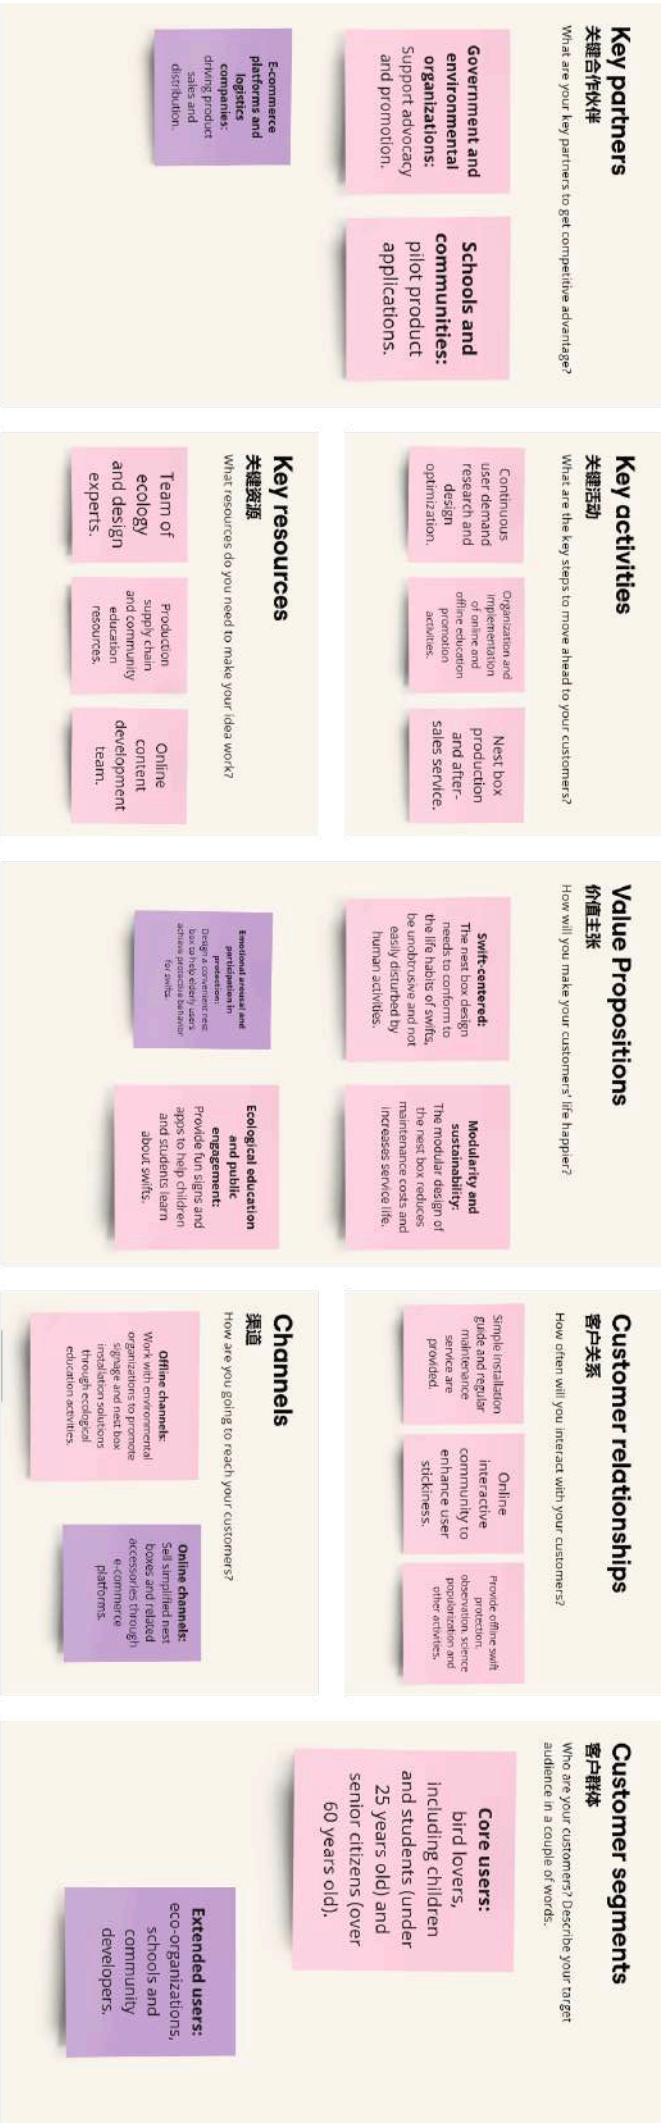 Key partners
关键合作伙伴
What are your key partners to get competitive advantage?
Government and
environmental
organizations:
Support advocacy
and promotion.
Schools and
communities:
pilot product
applications.
E-commerce
platforms and
logistics
companies:
driving product
sales and
distribution.
Key activities
关键活动
What are the key steps to move ahead to your customers?
Continuous
user demand
research and
design
optimization.
Organization and
implementation
of online and
offline education
promotion
activities.
Nest box
production
and after-
sales service.
Key resources
关键资源
What resources do you need to make your idea work?
Team of
ecology
and design
experts.
Production
supply chain
and community
education
resources.
Online
content
development
team.
Value Propositions
价值主张
How will you make your customers' life happier?
Swift-centered:
The nest box design
needs to conform to
the life habits of swifts,
be unobtrusive and not
easily disturbed by
human activities.
Modularity and
sustainability:
The modular design of
the nest box reduces
maintenance costs and
increases service life.
Emotional arousal and
participation in
protection:
Design a convenient nest
box to help elderly users
achieve protective behavior
for swifts.
Ecological education
and public
engagement:
Provide fun signs and
apps to help children
and students learn
about swifts.
Customer relationships
客户关系
How often will you interact with your customers?
Simple installation
guide and regular
maintenance
service are
provided.
Online
interactive
community to
enhance user
stickiness.
Provide offline swift
protection,
observation, science
popularization and
other activities.
Channels
渠道
How are you going to reach your customers?
Offline channels:
Work with environmental
organizations to promote
signage and nest box
installation solutions
through ecological
education activities.
Online channels:
Sell simplified nest
boxes and related
accessories through
e-commerce
platforms.
Customer segments
客户群体
Who are your customers? Describe your target
audience in a couple of words.
Core users:
bird lovers,
including children
and students (under
25 years old) and
senior citizens (over
60 years old).
Extended users:
eco-organizations,
schools and
community
developers.